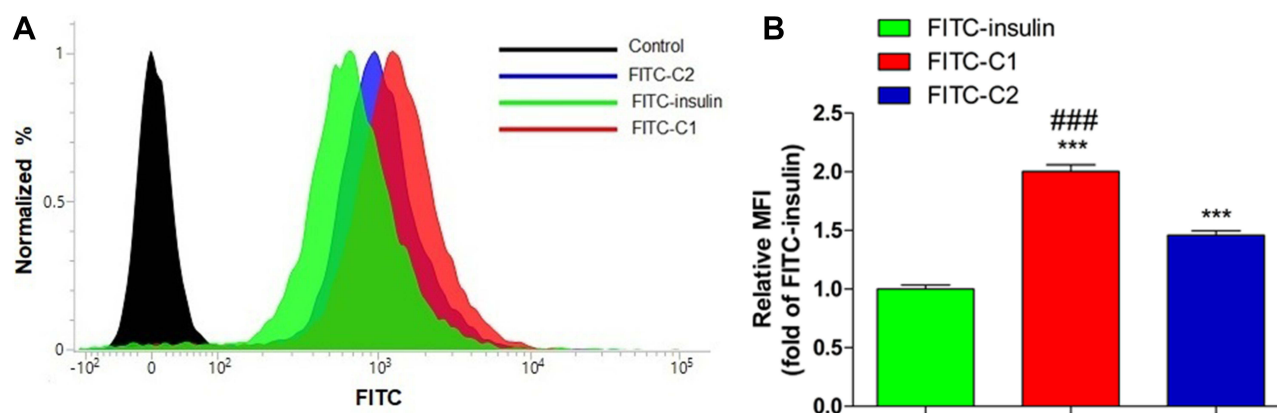 A
Control
FITC-C2
FITC-insulin
FITC-C1
Normalized %
1
0.5
0
-10²
0
10²
10³
10⁴
10⁵
FITC
B
FITC-insulin
FITC-C1
FITC-C2
Relative MFI
(fold of FITC-insulin)
2.5
2.0
1.5
1.0
0.5
0.0
###
***
***